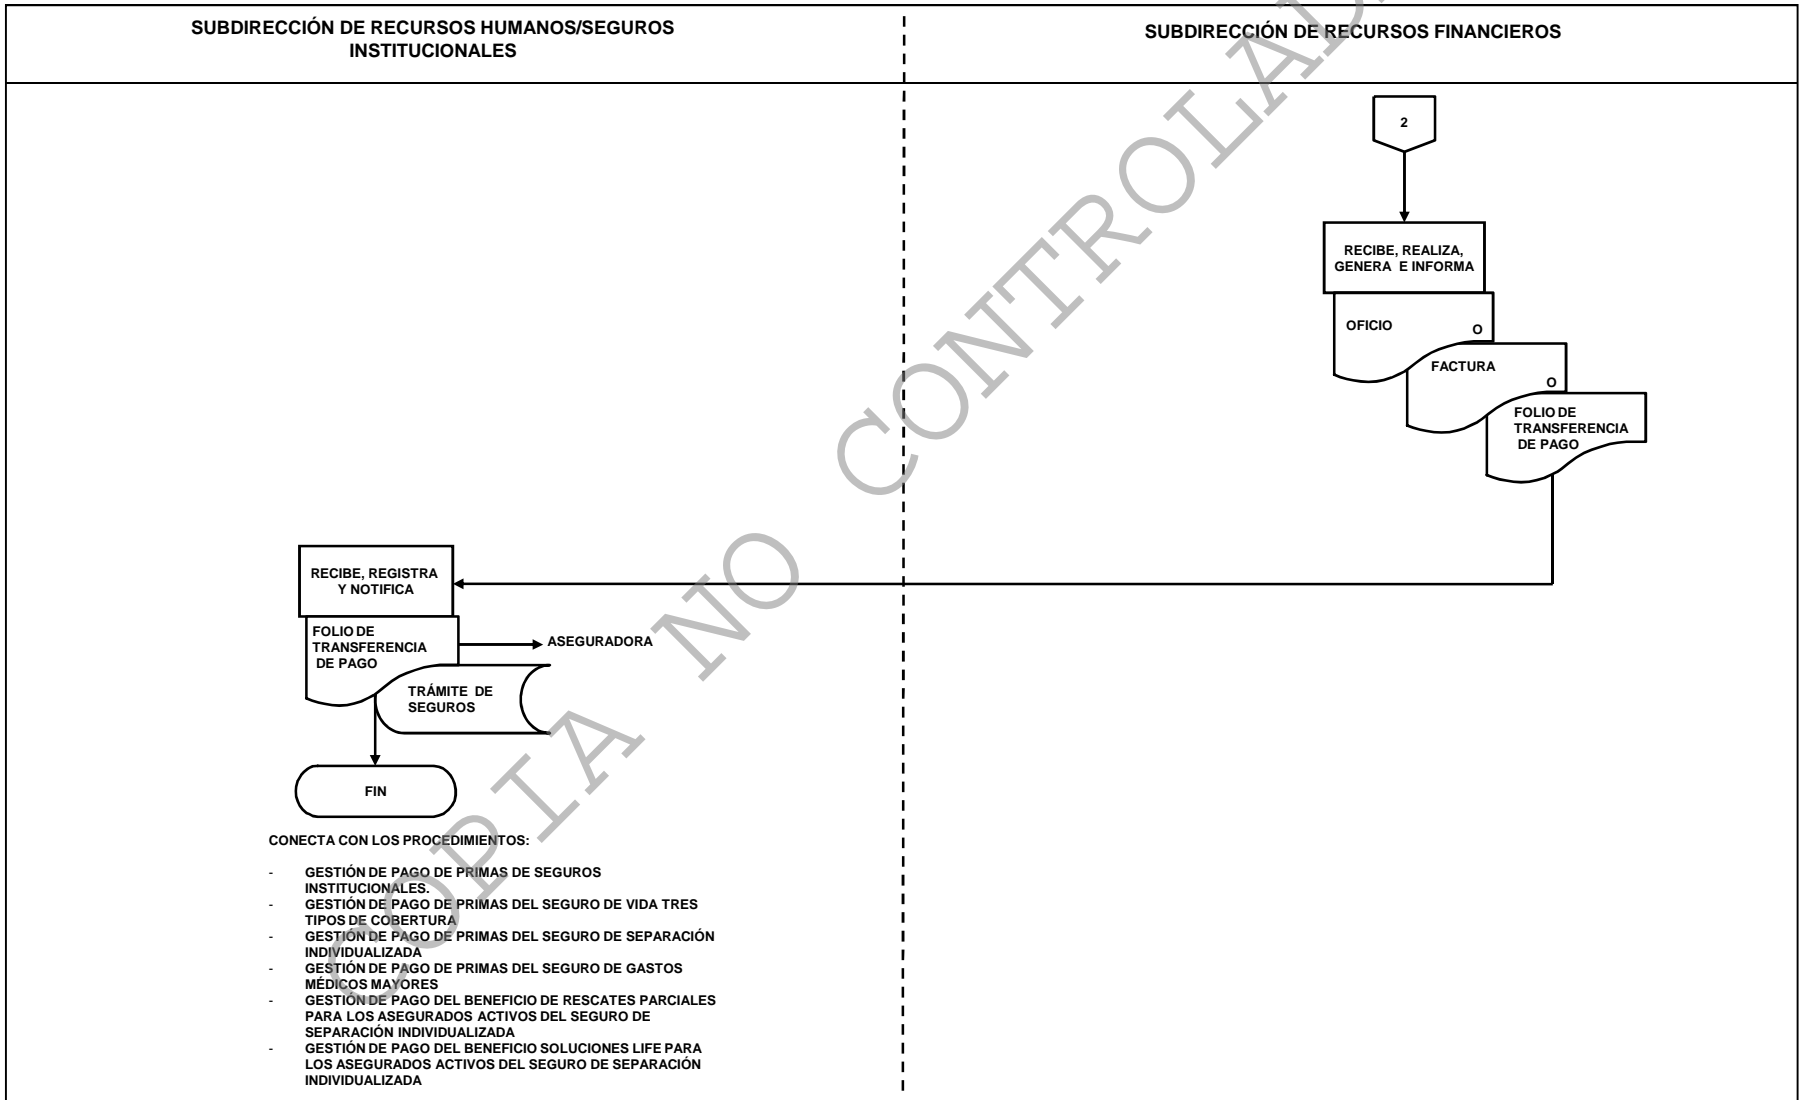 SUBDIRECCIÓN DE RECURSOS HUMANOS/SEGUROS
INSTITUCIONALES
SUBDIRECCIÓN DE RECURSOS FINANCIEROS
2
RECIBE, REALIZA,
GENERA E INFORMA
OFICIO
O
FACTURA
O
FOLIO DE
TRANSFERENCIA
DE PAGO
RECIBE, REGISTRA
Y NOTIFICA
FOLIO DE
TRANSFERENCIA
DE PAGO
ASEGURADORA
TRÁMITE DE
SEGUROS
FIN
CONECTA CON LOS PROCEDIMIENTOS:
- GESTIÓN DE PAGO DE PRIMAS DE SEGUROS
INSTITUCIONALES.
- GESTIÓN DE PAGO DE PRIMAS DEL SEGURO DE VIDA TRES
TIPOS DE COBERTURA
- GESTIÓN DE PAGO DE PRIMAS DEL SEGURO DE SEPARACIÓN
INDIVIDUALIZADA
- GESTIÓN DE PAGO DE PRIMAS DEL SEGURO DE GASTOS
MÉDICOS MAYORES
- GESTIÓN DE PAGO DEL BENEFICIO DE RESCATES PARCIALES
PARA LOS ASEGURADOS ACTIVOS DEL SEGURO DE
SEPARACIÓN INDIVIDUALIZADA
- GESTIÓN DE PAGO DEL BENEFICIO SOLUCIONES LIFE PARA
LOS ASEGURADOS ACTIVOS DEL SEGURO DE SEPARACIÓN
INDIVIDUALIZADA
COPIA NO CONTROLAD